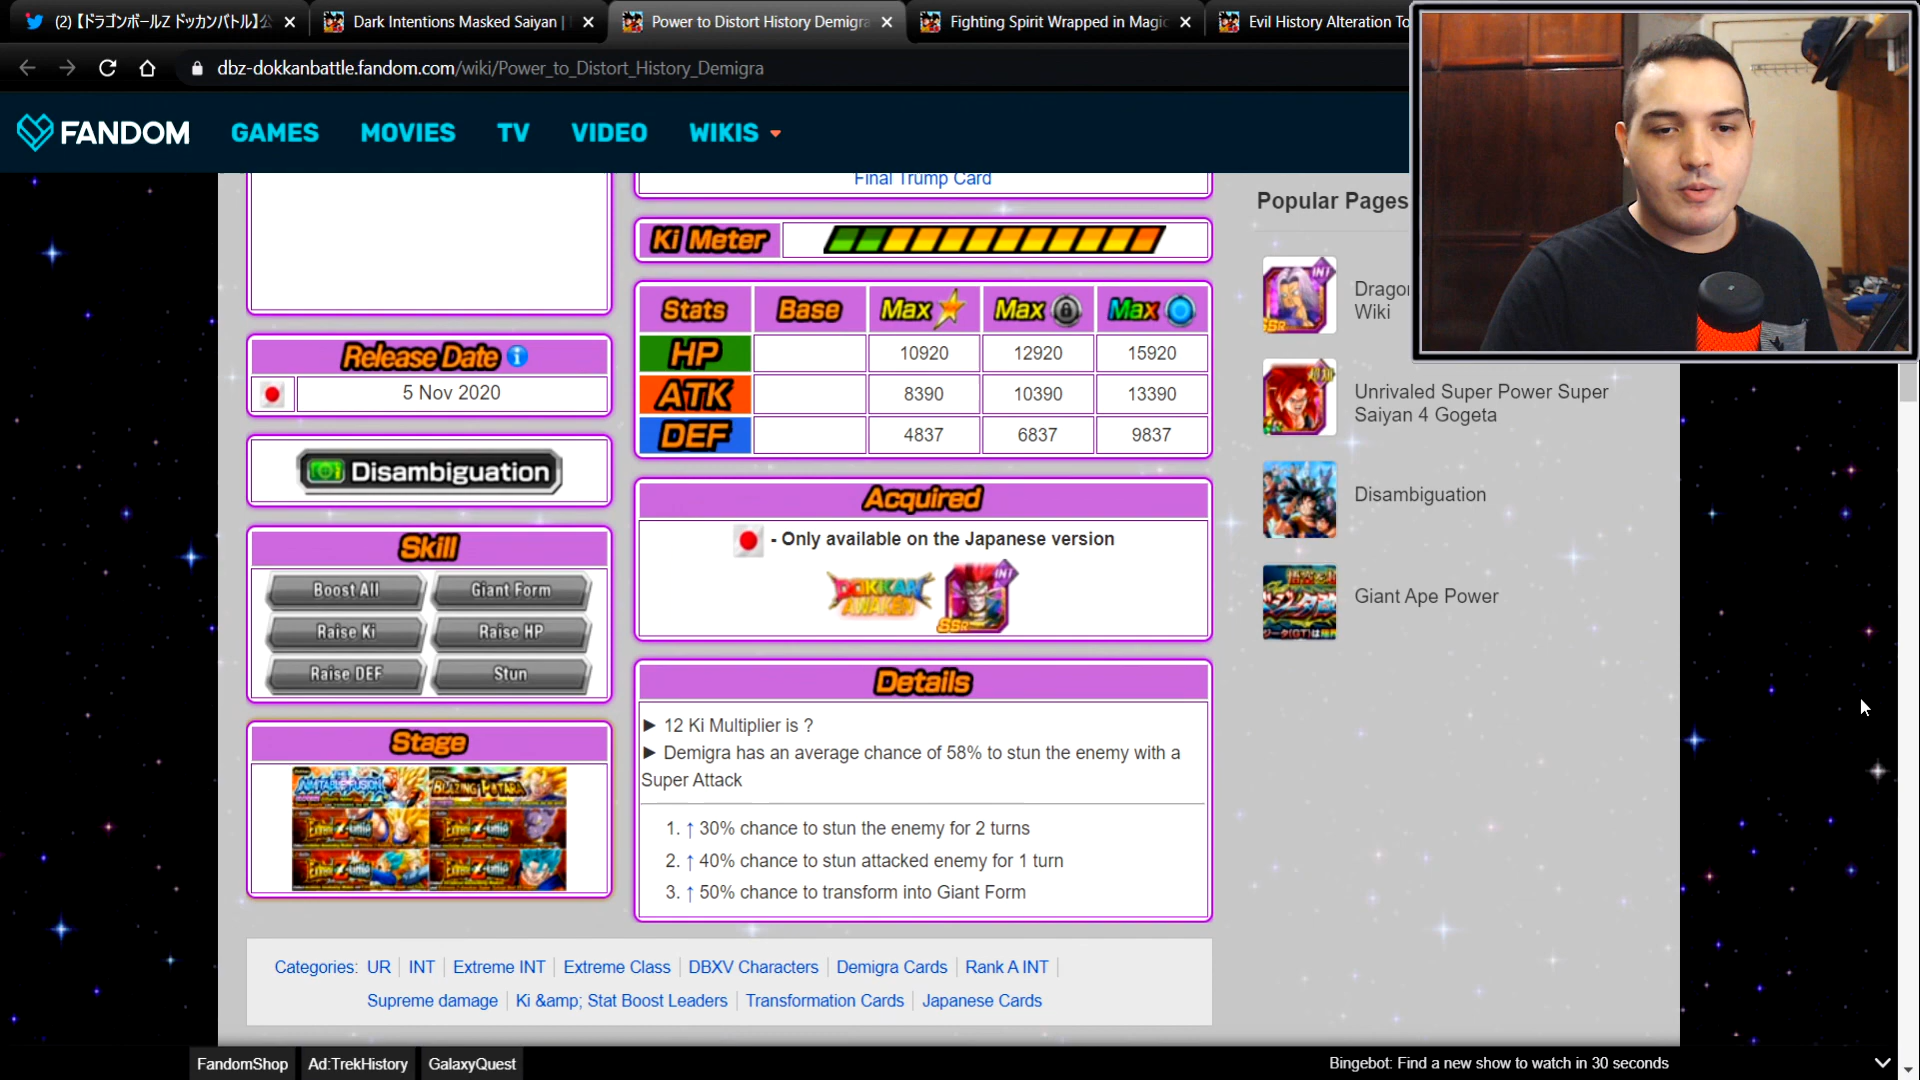 (2)【ドラゴンボールZ ドッカンバトル】公
Dark Intentions Masked Saiyan |
Power to Distort History Demigra
Fighting Spirit Wrapped in Magic
Evil History Alteration To
dbz-dokkanbattle.fandom.com/wiki/Power_to_Distort_History_Demigra
FANDOM
GAMES
MOVIES
TV
VIDEO
WIKIS
Final Trump Card
Ki Meter
Stats Base Max Max Max
HP 10920 12920 15920
ATK 8390 10390 13390
DEF 4837 6837 9837
Release Date
5 Nov 2020
Disambiguation
Skill
Boost All Giant Form
Raise Ki Raise HP
Raise DEF Stun
Stage
Acquired
- Only available on the Japanese version
DOKKAN
AWAKEN
INT
SSR
Details
► 12 Ki Multiplier is ?
► Demigra has an average chance of 58% to stun the enemy with a
Super Attack
1. ↑ 30% chance to stun the enemy for 2 turns
2. ↑ 40% chance to stun attacked enemy for 1 turn
3. ↑ 50% chance to transform into Giant Form
Popular Pages
INT
SSR
Wiki
Unrivaled Super Power Super
Saiyan 4 Gogeta
Disambiguation
Giant Ape Power
Categories: UR | INT | Extreme INT | Extreme Class | DBXV Characters | Demigra Cards | Rank A INT |
Supreme damage | Ki &amp; Stat Boost Leaders | Transformation Cards | Japanese Cards
FandomShop
Ad:TrekHistory
GalaxyQuest
Bingebot: Find a new show to watch in 30 seconds